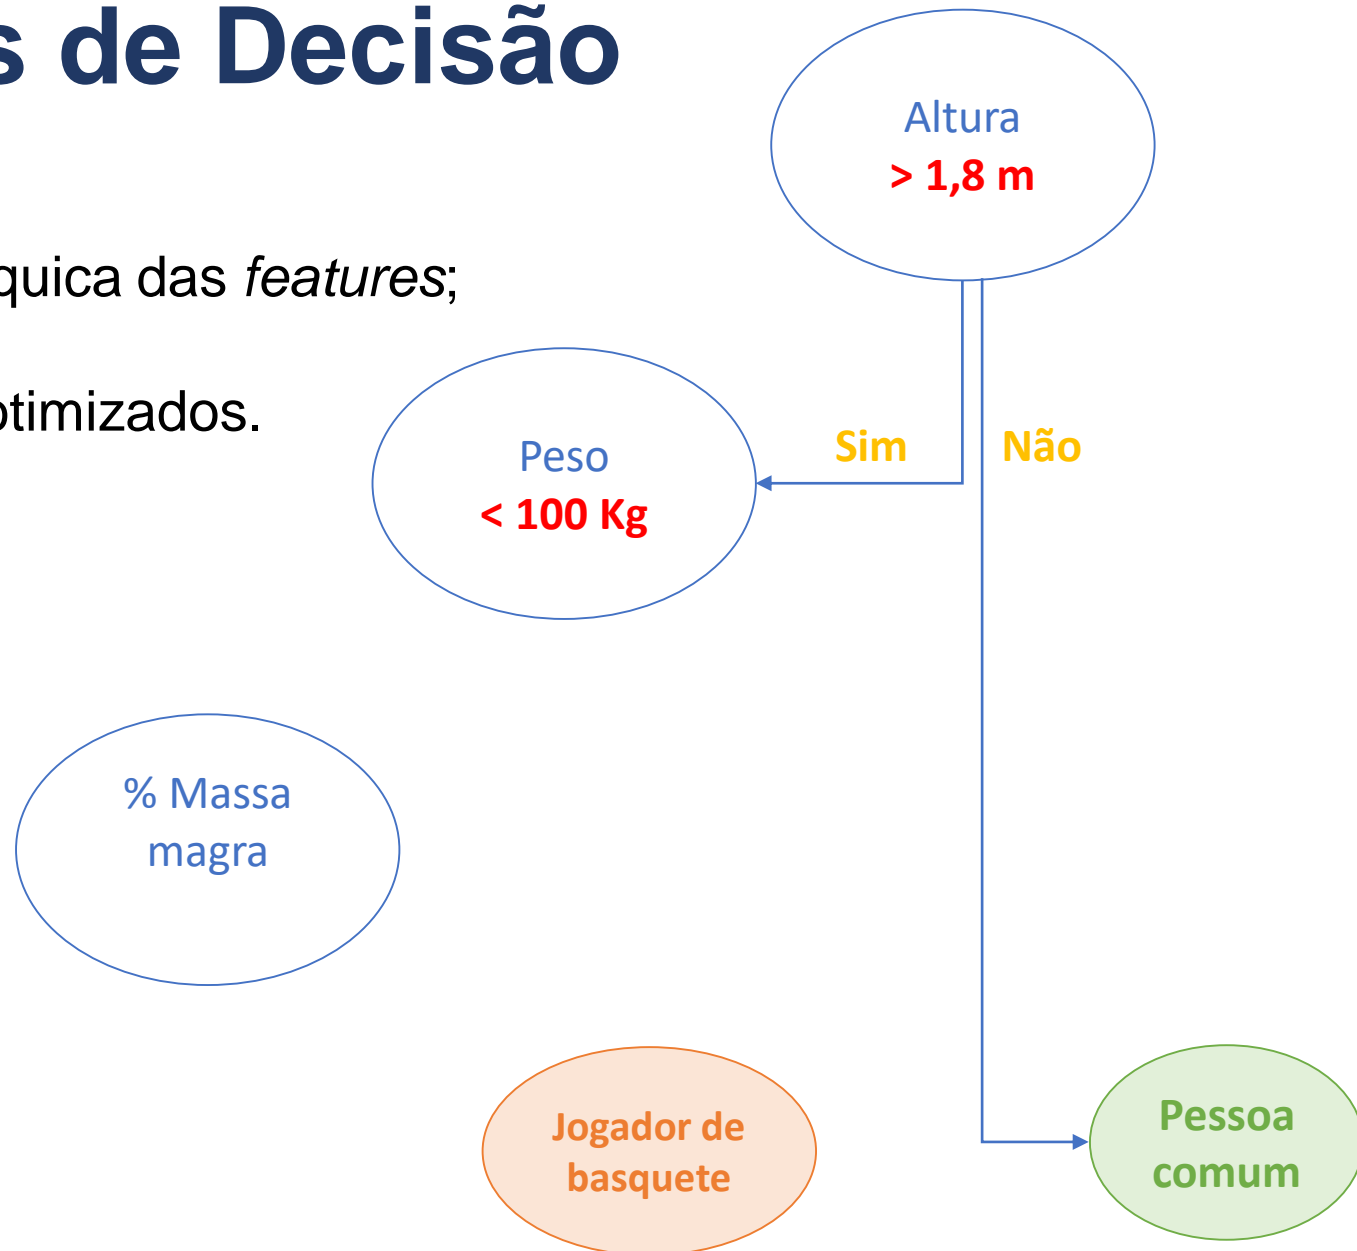 s de Decisão
Altura
> 1,8 m
quica das features;
otimizados.
Peso
< 100 Kg
Sim
Não
% Massa
magra
Jogador de
basquete
Pessoa
comum